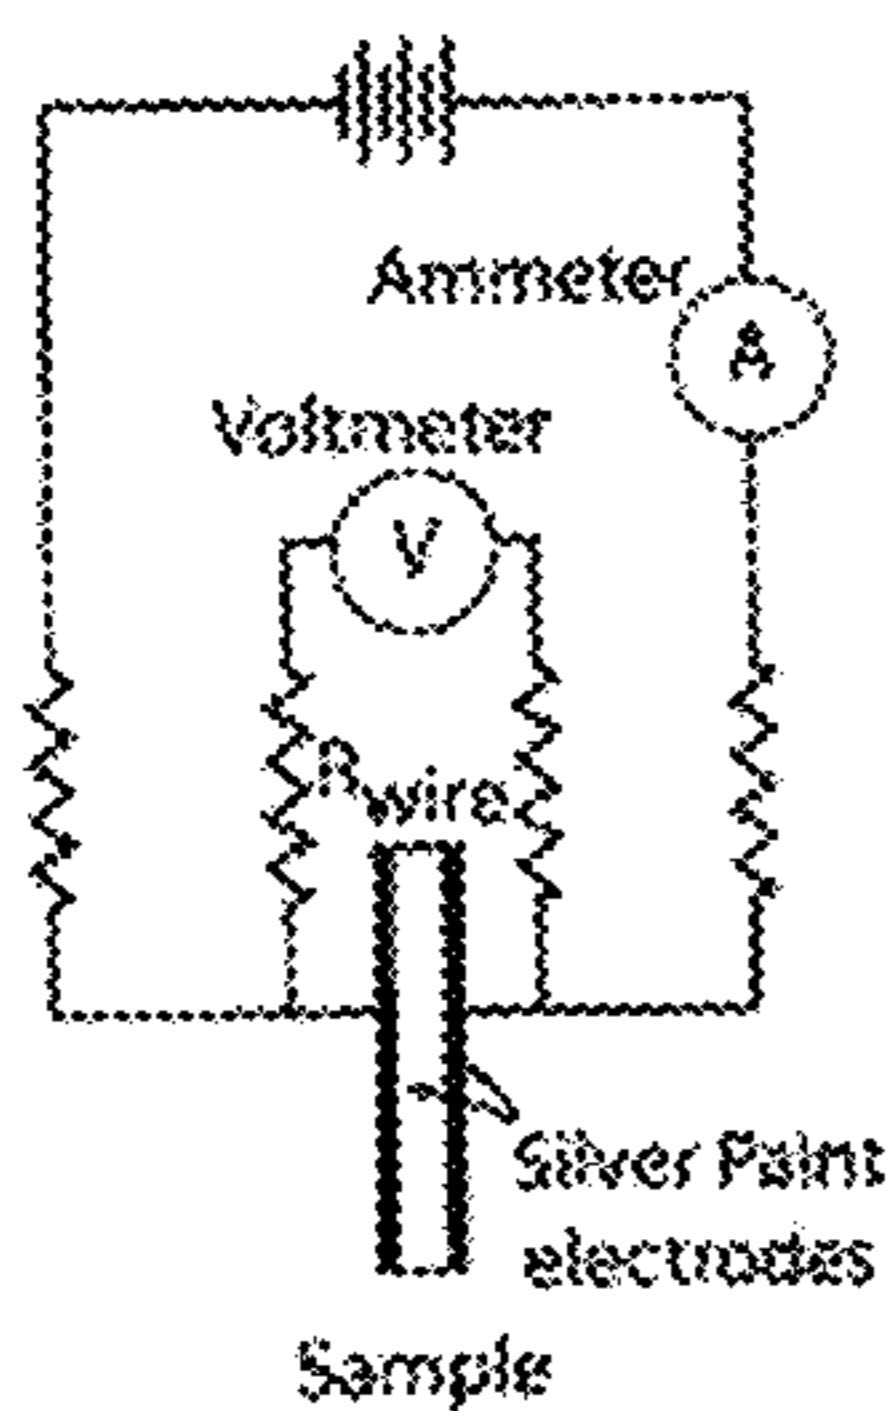 Ammeter
A
Voltmeter
V
Rwire
Silver Paint
electrodes
Sample